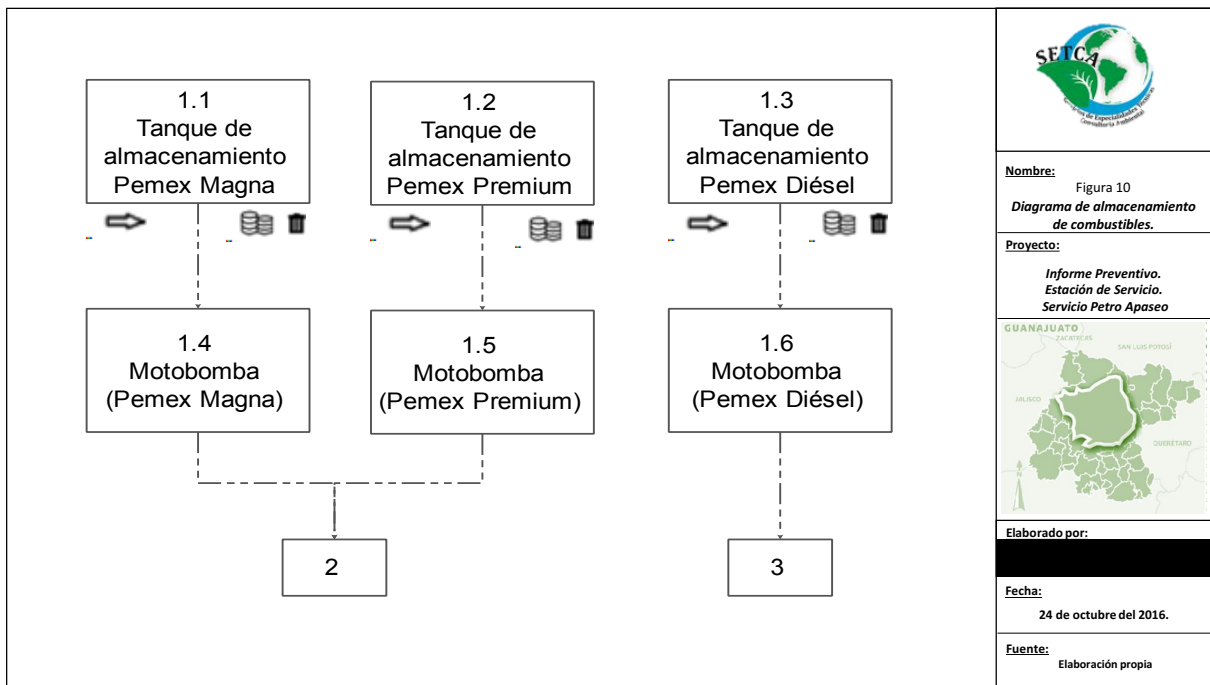 1.1
Tanque de
almacenamiento
Pemex Magna
1.2
Tanque de
almacenamiento
Pemex Premium
1.3
Tanque de
almacenamiento
Pemex Diésel
1.4
Motobomba
(Pemex Magna)
1.5
Motobomba
(Pemex Premium)
1.6
Motobomba
(Pemex Diésel)
2
3
SETCA
Consultoría Ambiental
Nombre:
Figura 10
Diagrama de almacenamiento
de combustibles.
Proyecto:
Informe Preventivo.
Estación de Servicio.
Servicio Petro Apaseo
GUANAJUATO
ZACATECAS
SAN LUIS POTOSÍ
JALISCO
QUERÉTARO
N
Elaborado por:
Fecha:
24 de octubre del 2016.
Fuente:
Elaboración propia